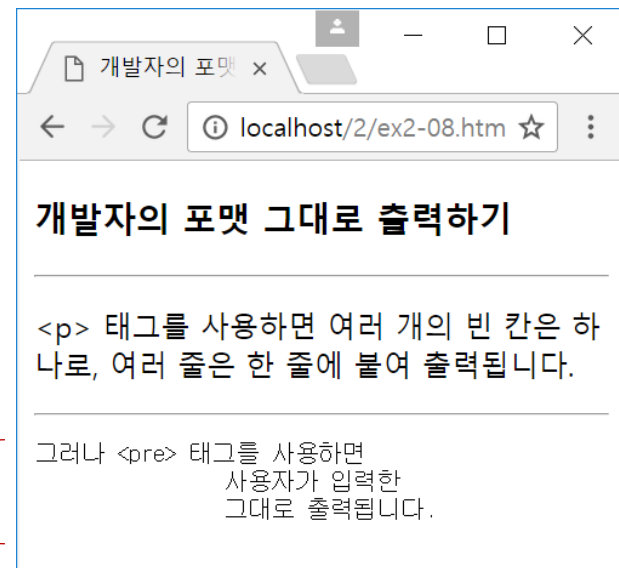 개발자의 포맷
localhost/2/ex2-08.htm
개발자의 포맷 그대로 출력하기
<p> 태그를 사용하면 여러 개의 빈 칸은 하
나로, 여러 줄은 한 줄에 붙여 출력됩니다.
그러나 <pre> 태그를 사용하면
사용자가 입력한
그대로 출력됩니다.